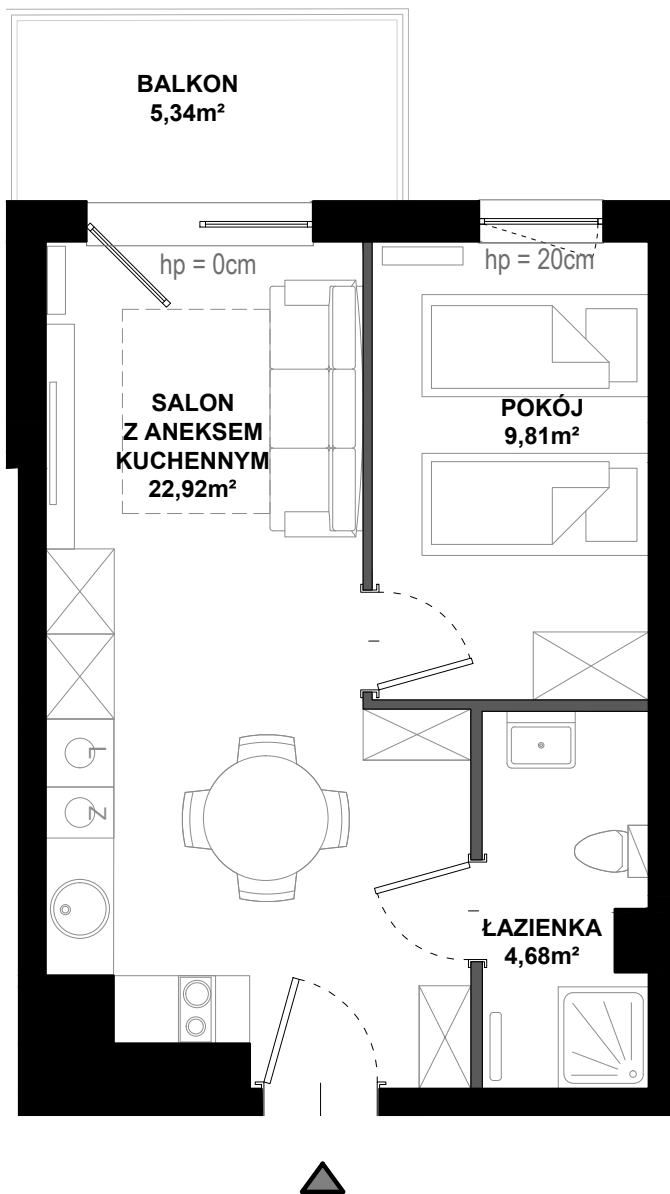 BALKON
5,34m²
hp = 0cm
hp = 20cm
SALON
Z ANEKSEM
KUCHENNYM
22,92m²
POKÓJ
9,81m²
L
Z
ŁAZIENKA
4,68m²